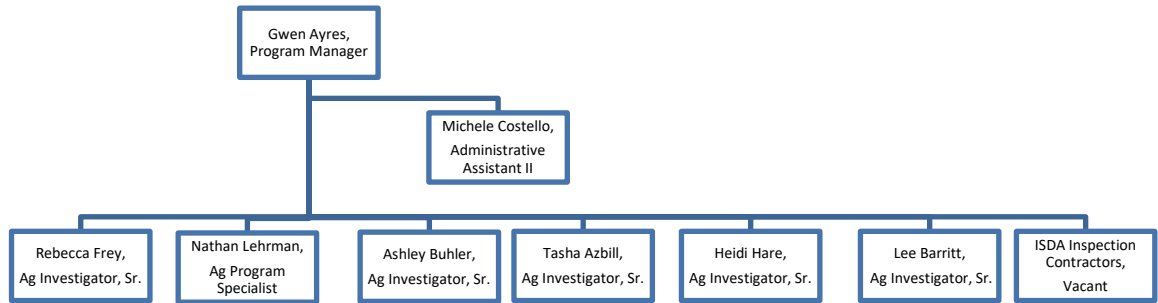 Gwen Ayres,
Program Manager
Michele Costello,
Administrative
Assistant II
Rebecca Frey,
Ag Investigator, Sr.
Nathan Lehrman,
Ag Program
Specialist
Ashley Buhler,
Ag Investigator, Sr.
Tasha Azbill,
Ag Investigator, Sr.
Heidi Hare,
Ag Investigator, Sr.
Lee Barritt,
Ag Investigator, Sr.
ISDA Inspection
Contractors,
Vacant